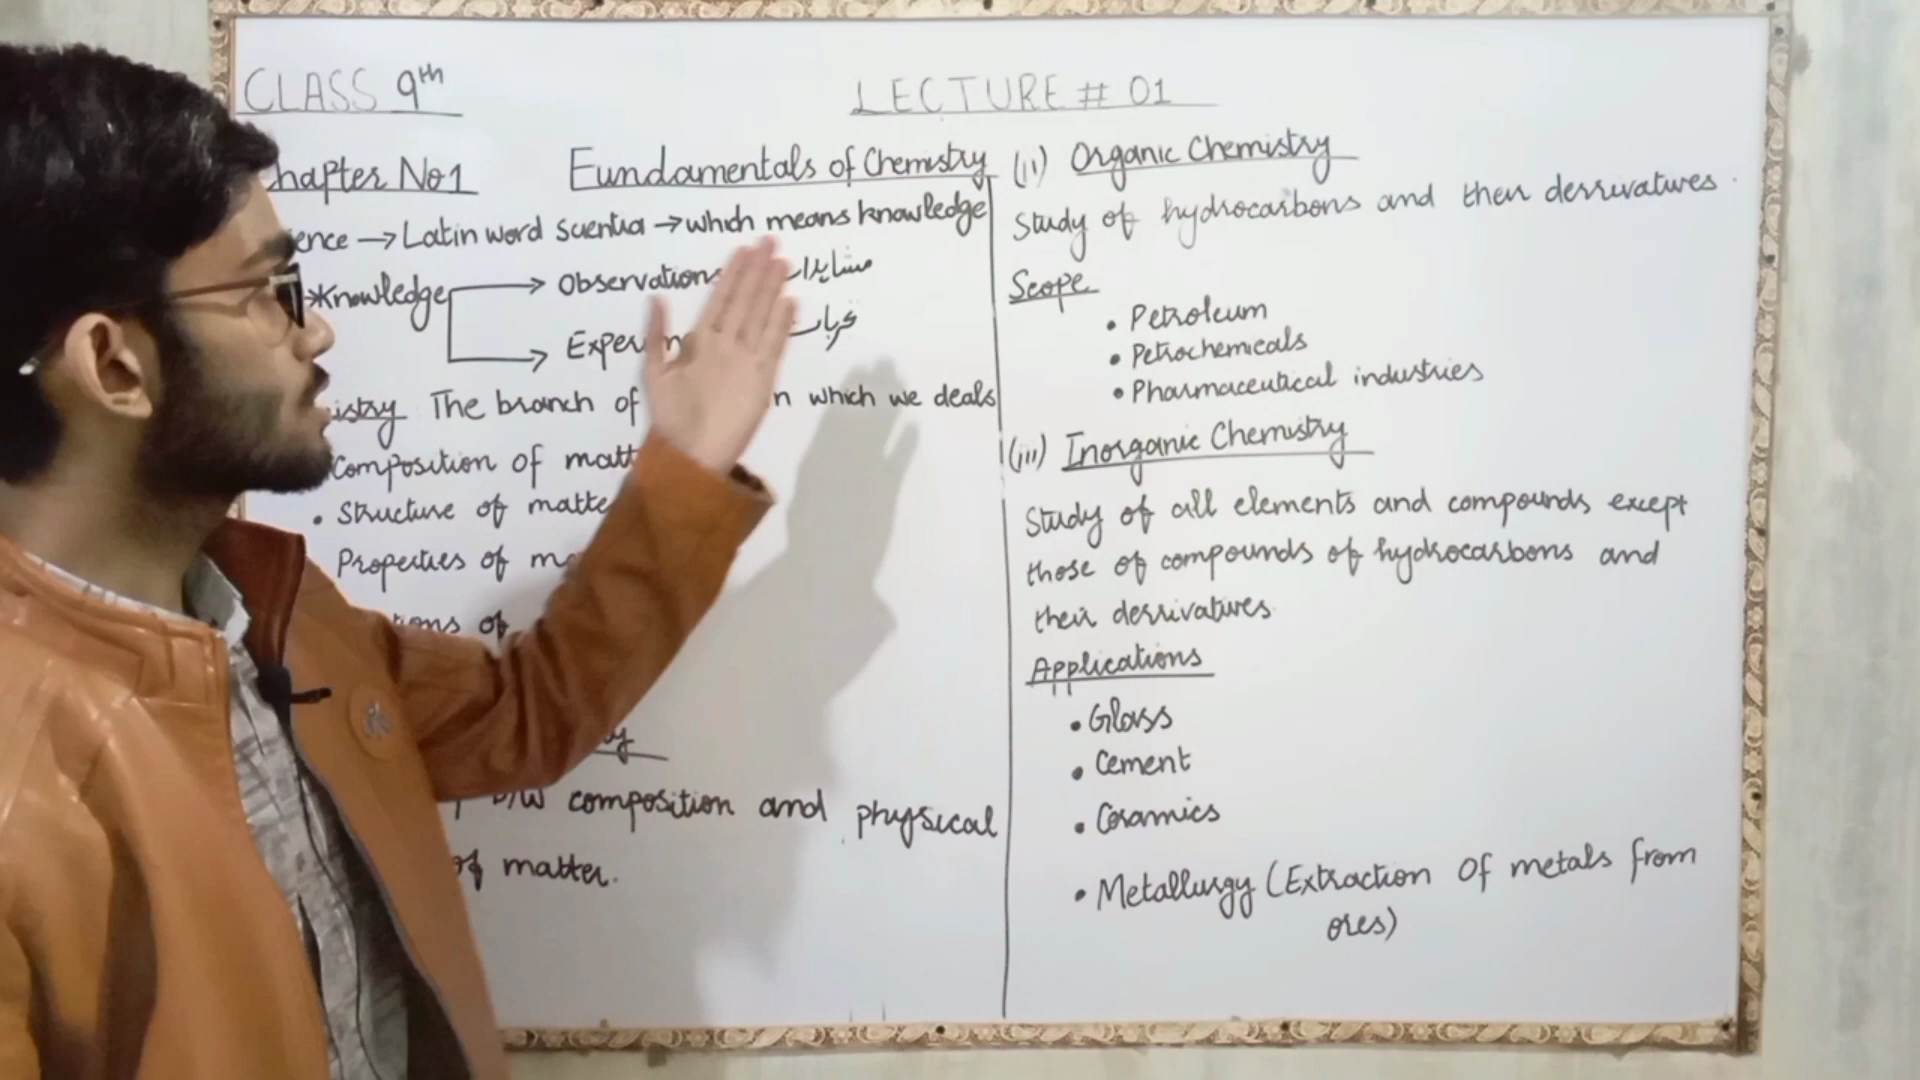 CLASS 9th
LECTURE # 01
hapter No1
Fundamentals of Chemistry
ence → Latin word scientia → which means knowledge
→Knowledge
→ Observations
→ Exper
istry The branch of n which we deals
Composition of matt
• Structure of matte
Properties of m
ions of
b/w composition and physical
of matter.
(ii) Organic Chemistry
Study of hydrocarbons and their derrivatives.
Scope
• Petroleum
• Petrochemicals
• Pharmaceutical industries
(iii) Inorganic Chemistry
Study of all elements and compounds except
those of compounds of hydrocarbons and
their derrivatives
Applications
• Glass
• Cement
• Ceramics
• Metallurgy (Extraction of metals from
ores)